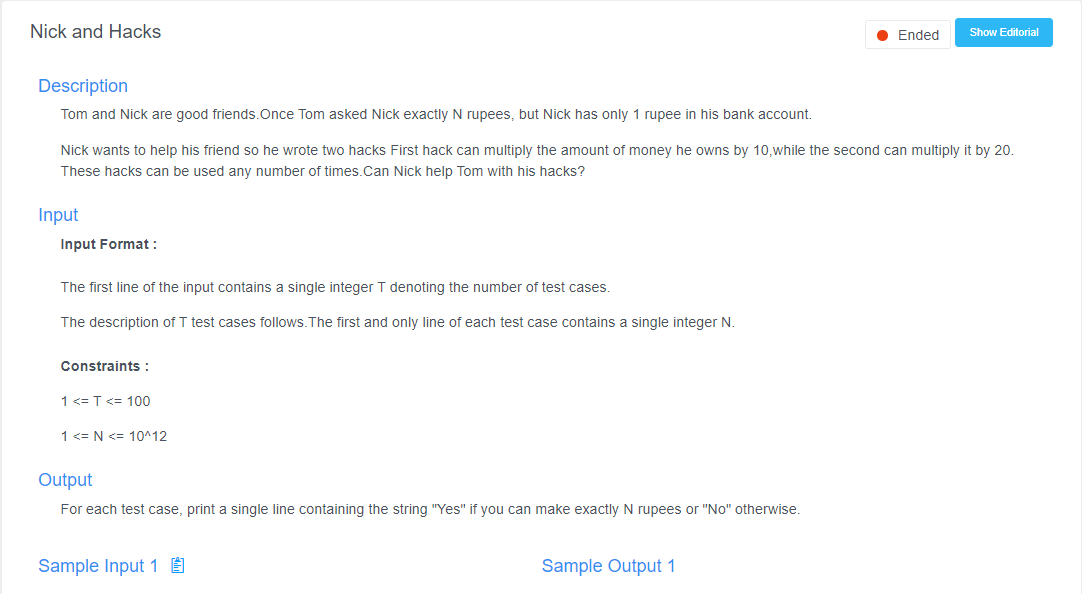 Nick and Hacks
Ended
Show Editorial
Description
Tom and Nick are good friends.Once Tom asked Nick exactly N rupees, but Nick has only 1 rupee in his bank account.
Nick wants to help his friend so he wrote two hacks First hack can multiply the amount of money he owns by 10,while the second can multiply it by 20.
These hacks can be used any number of times.Can Nick help Tom with his hacks?
Input
Input Format :
The first line of the input contains a single integer T denoting the number of test cases.
The description of T test cases follows.The first and only line of each test case contains a single integer N.
Constraints :
1 <= T <= 100
1 <= N <= 10^12
Output
For each test case, print a single line containing the string "Yes" if you can make exactly N rupees or "No" otherwise.
Sample Input 1
Sample Output 1